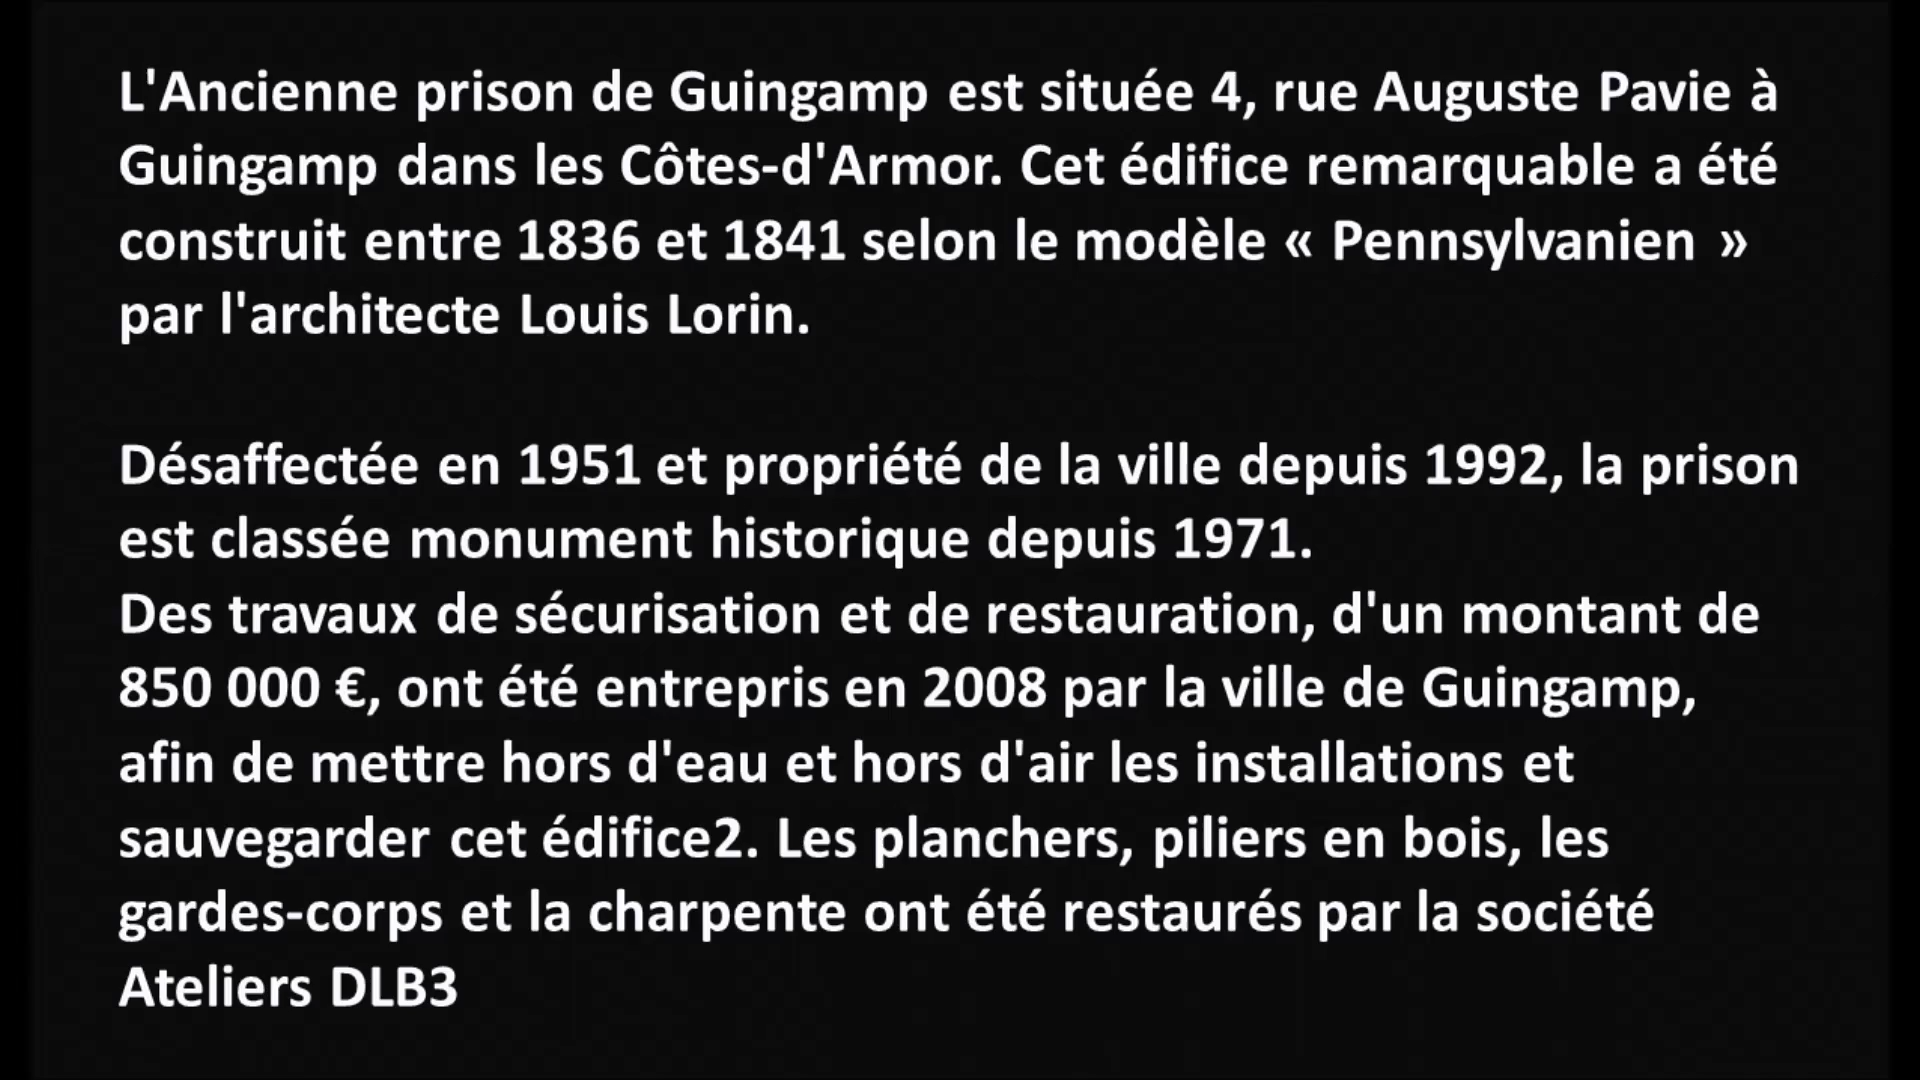 L'Ancienne prison de Guingamp est située 4, rue Auguste Pavie à
Guingamp dans les Côtes-d'Armor. Cet édifice remarquable a été
construit entre 1836 et 1841 selon le modèle « Pennsylvanien »
par l'architecte Louis Lorin.
Désaffectée en 1951 et propriété de la ville depuis 1992, la prison
est classée monument historique depuis 1971.
Des travaux de sécurisation et de restauration, d'un montant de
850 000 €, ont été entrepris en 2008 par la ville de Guingamp,
afin de mettre hors d'eau et hors d'air les installations et
sauvegarder cet édifice2. Les planchers, piliers en bois, les
gardes-corps et la charpente ont été restaurés par la société
Ateliers DLB3